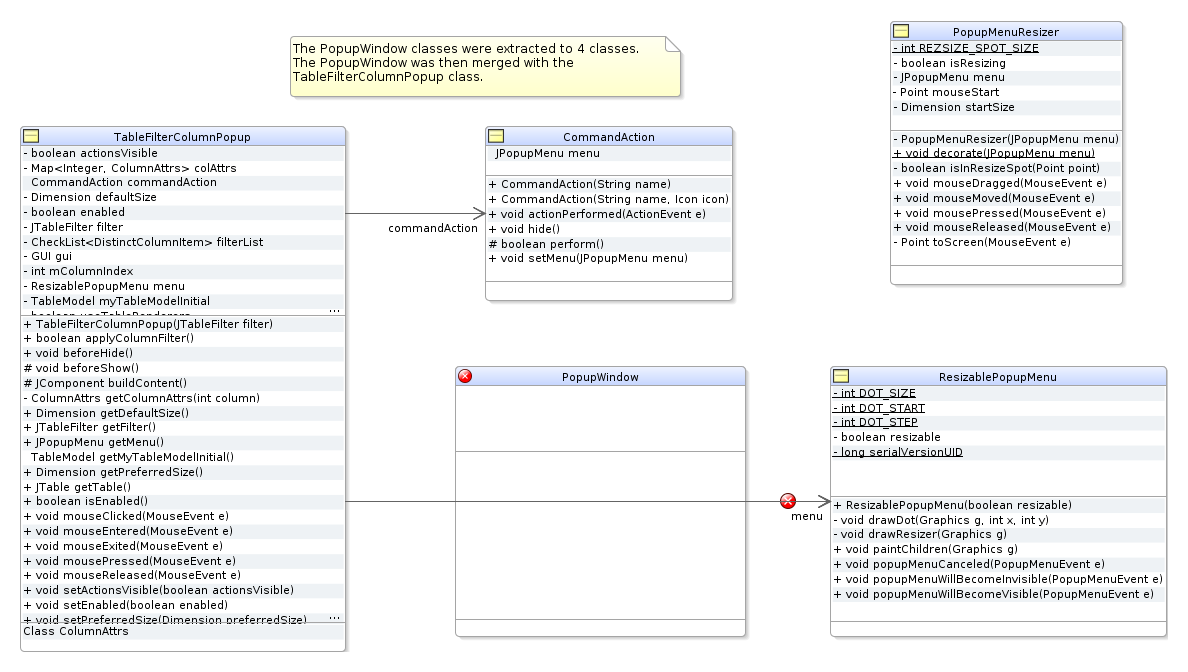 The PopupWindow classes were extracted to 4 classes.
The PopupWindow was then merged with the
TableFilterColumnPopup class.
TableFilterColumnPopup
- boolean actionsVisible
- Map<Integer, ColumnAttrs> colAttrs
CommandAction commandAction
- Dimension defaultSize
- boolean enabled
- JTableFilter filter
- CheckList<DistinctColumnItem> filterList
- GUI gui
- int mColumnIndex
- ResizablePopupMenu menu
- TableModel myTableModelInitial
- boolean useTableRenderers
...
+ TableFilterColumnPopup(JTableFilter filter)
+ boolean applyColumnFilter()
+ void beforeHide()
# void beforeShow()
# JComponent buildContent()
- ColumnAttrs getColumnAttrs(int column)
+ Dimension getDefaultSize()
+ JTableFilter getFilter()
+ JPopupMenu getMenu()
TableModel getMyTableModelInitial()
+ Dimension getPreferredSize()
+ JTable getTable()
+ boolean isEnabled()
+ void mouseClicked(MouseEvent e)
+ void mouseEntered(MouseEvent e)
+ void mouseExited(MouseEvent e)
+ void mousePressed(MouseEvent e)
+ void mouseReleased(MouseEvent e)
+ void setActionsVisible(boolean actionsVisible)
+ void setEnabled(boolean enabled)
+ void setPreferredSize(Dimension preferredSize)
...
Class ColumnAttrs
commandAction
CommandAction
JPopupMenu menu
+ CommandAction(String name)
+ CommandAction(String name, Icon icon)
+ void actionPerformed(ActionEvent e)
+ void hide()
# boolean perform()
+ void setMenu(JPopupMenu menu)
PopupMenuResizer
- int REZSIZE_SPOT_SIZE
- boolean isResizing
- JPopupMenu menu
- Point mouseStart
- Dimension startSize
- PopupMenuResizer(JPopupMenu menu)
+ void decorate(JPopupMenu menu)
- boolean isInResizeSpot(Point point)
+ void mouseDragged(MouseEvent e)
+ void mouseMoved(MouseEvent e)
+ void mousePressed(MouseEvent e)
+ void mouseReleased(MouseEvent e)
- Point toScreen(MouseEvent e)
PopupWindow
menu
ResizablePopupMenu
- int DOT_SIZE
- int DOT_START
- int DOT_STEP
- boolean resizable
- long serialVersionUID
+ ResizablePopupMenu(boolean resizable)
- void drawDot(Graphics g, int x, int y)
- void drawResizer(Graphics g)
+ void paintChildren(Graphics g)
+ void popupMenuCanceled(PopupMenuEvent e)
+ void popupMenuWillBecomeInvisible(PopupMenuEvent e)
+ void popupMenuWillBecomeVisible(PopupMenuEvent e)